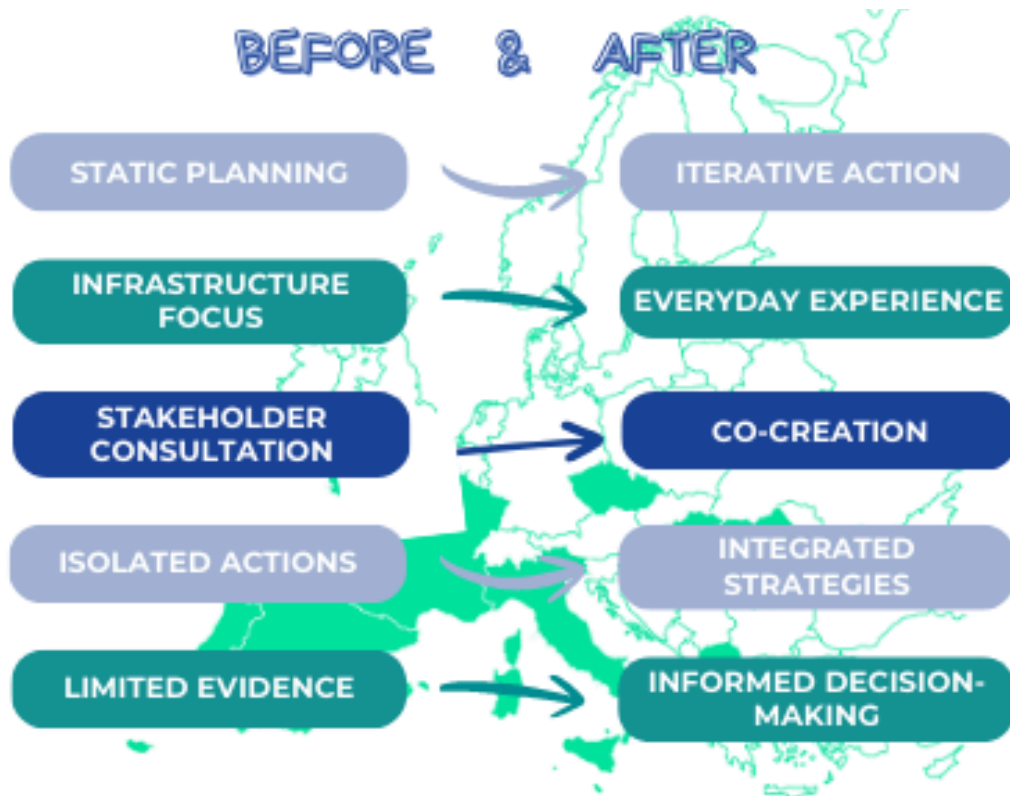 BEFORE & AFTER
STATIC PLANNING
ITERATIVE ACTION
INFRASTRUCTURE
FOCUS
EVERYDAY EXPERIENCE
STAKEHOLDER
CONSULTATION
CO-CREATION
ISOLATED ACTIONS
INTEGRATED
STRATEGIES
LIMITED EVIDENCE
INFORMED DECISION-
MAKING